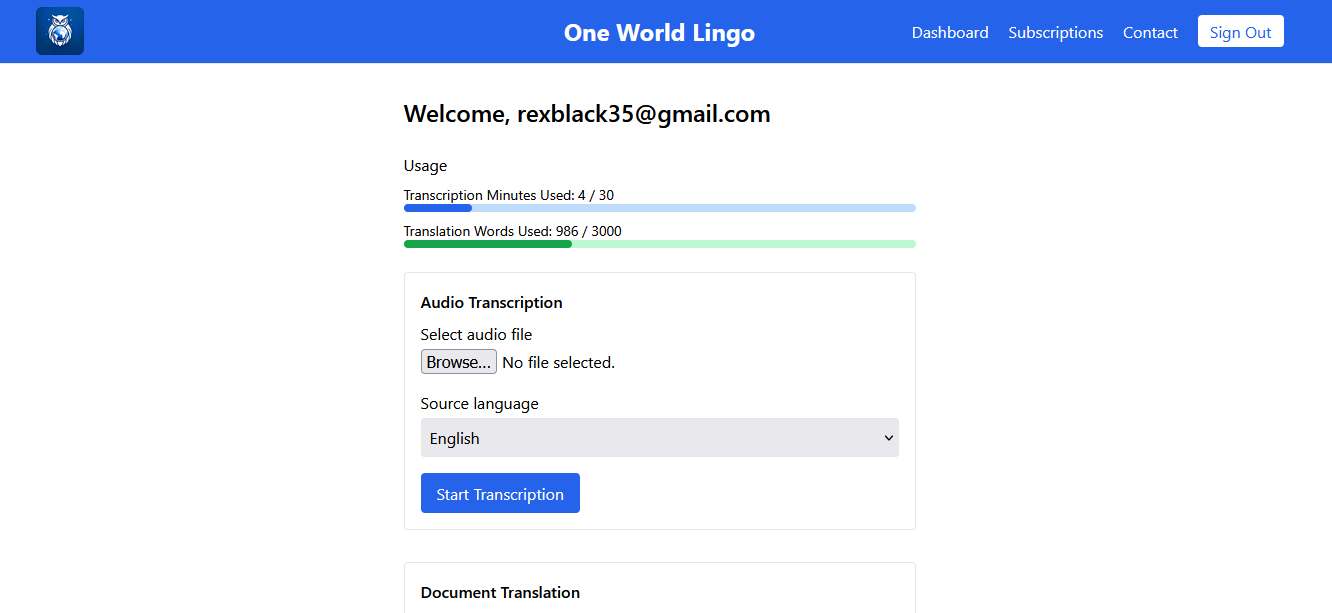 One World Lingo
Dashboard Subscriptions Contact Sign Out
Welcome, rexblack35@gmail.com
Usage
Transcription Minutes Used: 4 / 30
Translation Words Used: 986 / 3000
Audio Transcription
Select audio file
Browse... No file selected.
Source language
English
Start Transcription
Document Translation